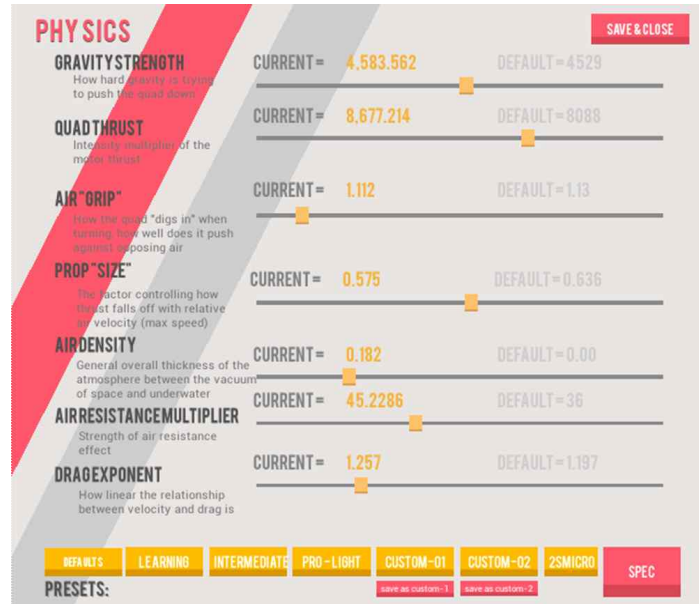 PHYSICS
SAVE & CLOSE
GRAVITY STRENGTH
CURRENT = 4,583.562 DEFAULT = 4529
How hard gravity is trying
to push the quad down
QUAD THRUST
CURRENT = 8,677.214 DEFAULT = 8088
Intensity multiplier of the
motor thrust
AIR "GRIP"
CURRENT = 1.112 DEFAULT = 1.13
How the quad "digs in" when
turning how well does it push
against opposing air
PROP "SIZE"
CURRENT = 0.575 DEFAULT = 0.636
The factor controlling how
thrust falls off with relative
air velocity (max speed)
AIR DENSITY
CURRENT = 0.182 DEFAULT = 0.00
General overall thickness of the
atmosphere between the vacuum
of space and underwater
AIR RESISTANCE MULTIPLIER
CURRENT = 45.2286 DEFAULT = 36
Strength of air resistance
effect
DRAG EXPONENT
CURRENT = 1.257 DEFAULT = 1.197
How linear the relationship
between velocity and drag is
DEFAULTS LEARNING INTERMEDIATE PRO-LIGHT CUSTOM-01 CUSTOM-02 2SMICRO SPEC
PRESETS: save as custom-1 save as custom-2